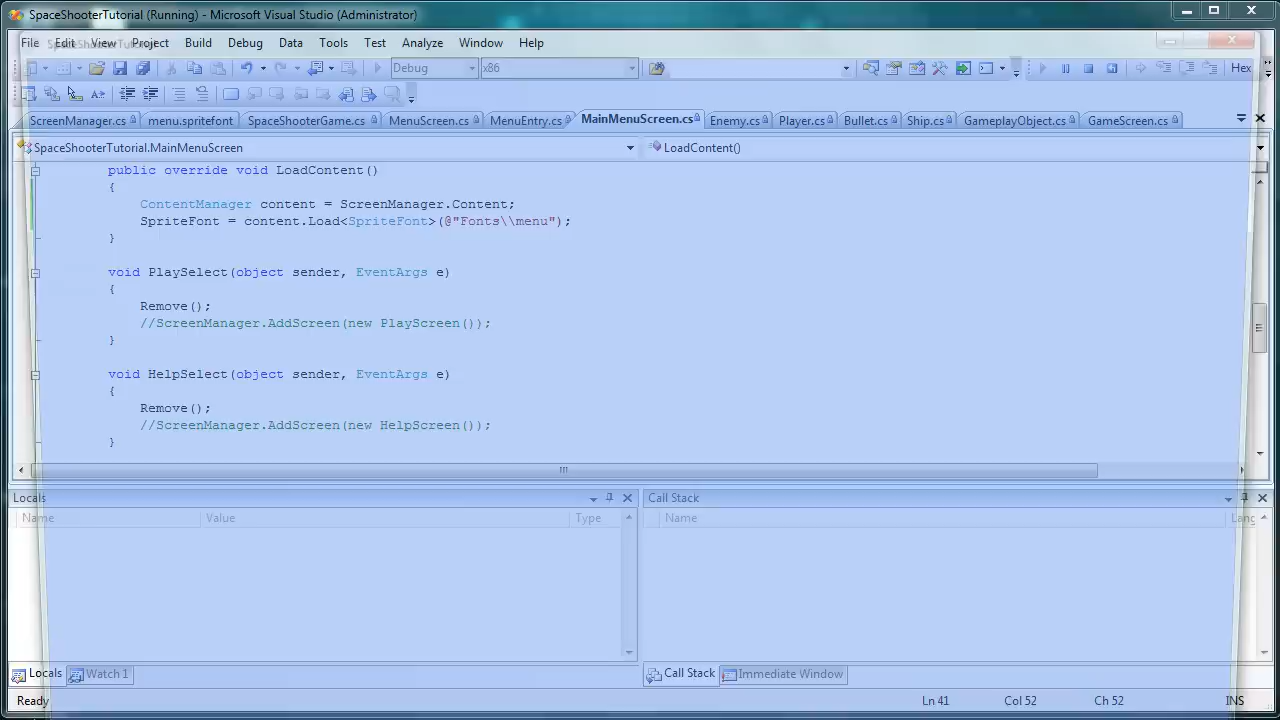 SpaceShooterTutorial (Running) - Microsoft Visual Studio (Administrator)
File Edit View Project Build Debug Data Tools Test Analyze Window Help
SpaceShooterTutorial
Debug x86 Hex
ScreenManager.cs menu.spritefont SpaceShooterGame.cs MenuScreen.cs MenuEntry.cs MainMenuScreen.cs Enemy.cs Player.cs Bullet.cs Ship.cs GameplayObject.cs GameScreen.cs
SpaceShooterTutorial.MainMenuScreen LoadContent()
public override void LoadContent()
{
ContentManager content = ScreenManager.Content;
SpriteFont = content.Load<SpriteFont>(@"Fonts\\menu");
}
void PlaySelect(object sender, EventArgs e)
{
Remove();
//ScreenManager.AddScreen(new PlayScreen());
}
void HelpSelect(object sender, EventArgs e)
{
Remove();
//ScreenManager.AddScreen(new HelpScreen());
}
Locals Call Stack
Name Value Type Name Lang
Locals Watch 1 Call Stack Immediate Window
Ready Ln 41 Col 52 Ch 52 INS